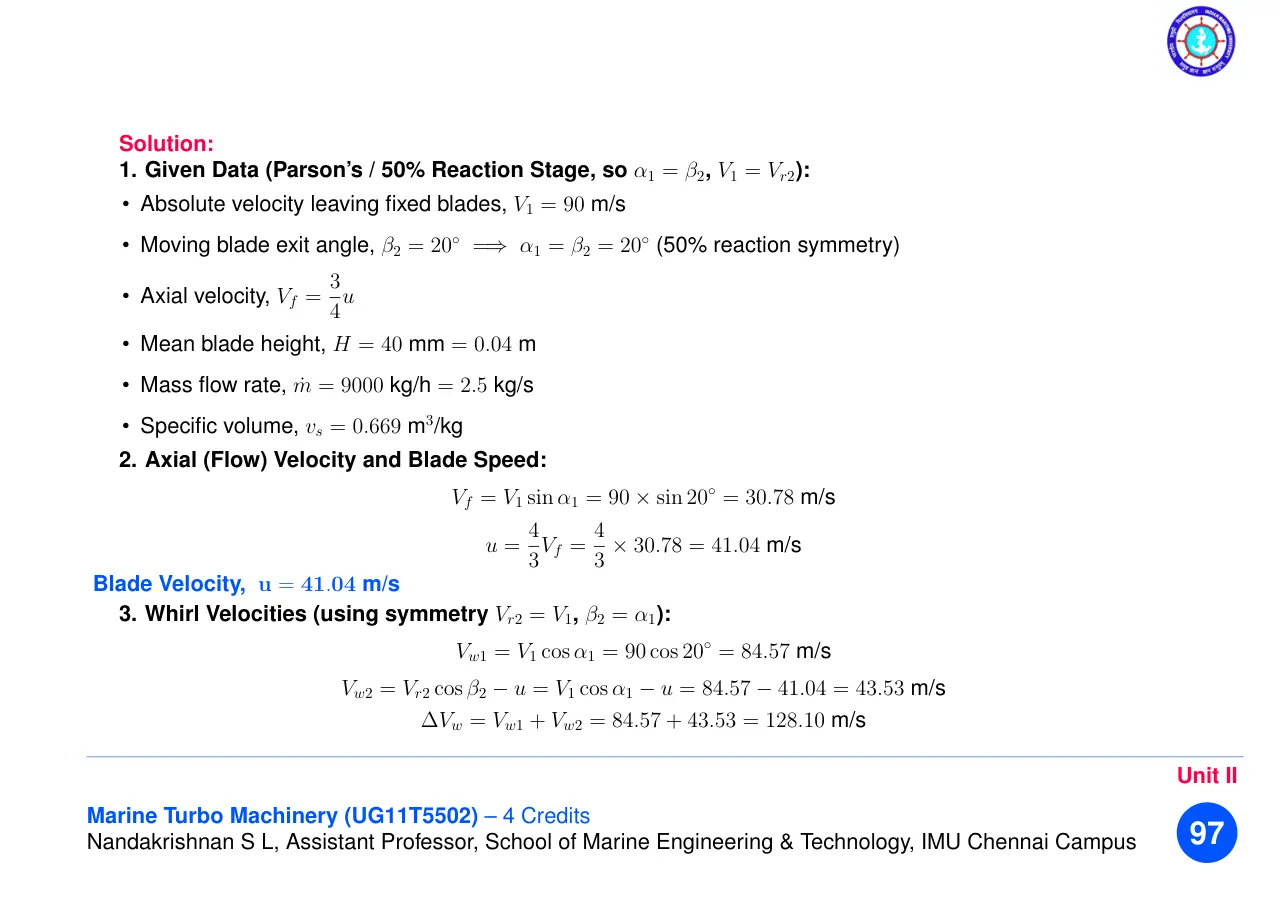 Solution:
1. Given Data (Parson's / 50% Reaction Stage, so α₁ = β₂, V₁ = Vᵣ₂):
• Absolute velocity leaving fixed blades, V₁ = 90 m/s
• Moving blade exit angle, β₂ = 20° ⟹ α₁ = β₂ = 20° (50% reaction symmetry)
• Axial velocity, V_f = 3/4 u
• Mean blade height, H = 40 mm = 0.04 m
• Mass flow rate, ṁ = 9000 kg/h = 2.5 kg/s
• Specific volume, vₛ = 0.669 m³/kg
2. Axial (Flow) Velocity and Blade Speed:
V_f = V₁ sin α₁ = 90 × sin 20° = 30.78 m/s
u = 4/3 V_f = 4/3 × 30.78 = 41.04 m/s
Blade Velocity, u = 41.04 m/s
3. Whirl Velocities (using symmetry Vᵣ₂ = V₁, β₂ = α₁):
V_w1 = V₁ cos α₁ = 90 cos 20° = 84.57 m/s
V_w2 = Vᵣ₂ cos β₂ − u = V₁ cos α₁ − u = 84.57 − 41.04 = 43.53 m/s
ΔV_w = V_w1 + V_w2 = 84.57 + 43.53 = 128.10 m/s
Unit II
Marine Turbo Machinery (UG11T5502) – 4 Credits
Nandakrishnan S L, Assistant Professor, School of Marine Engineering & Technology, IMU Chennai Campus
97